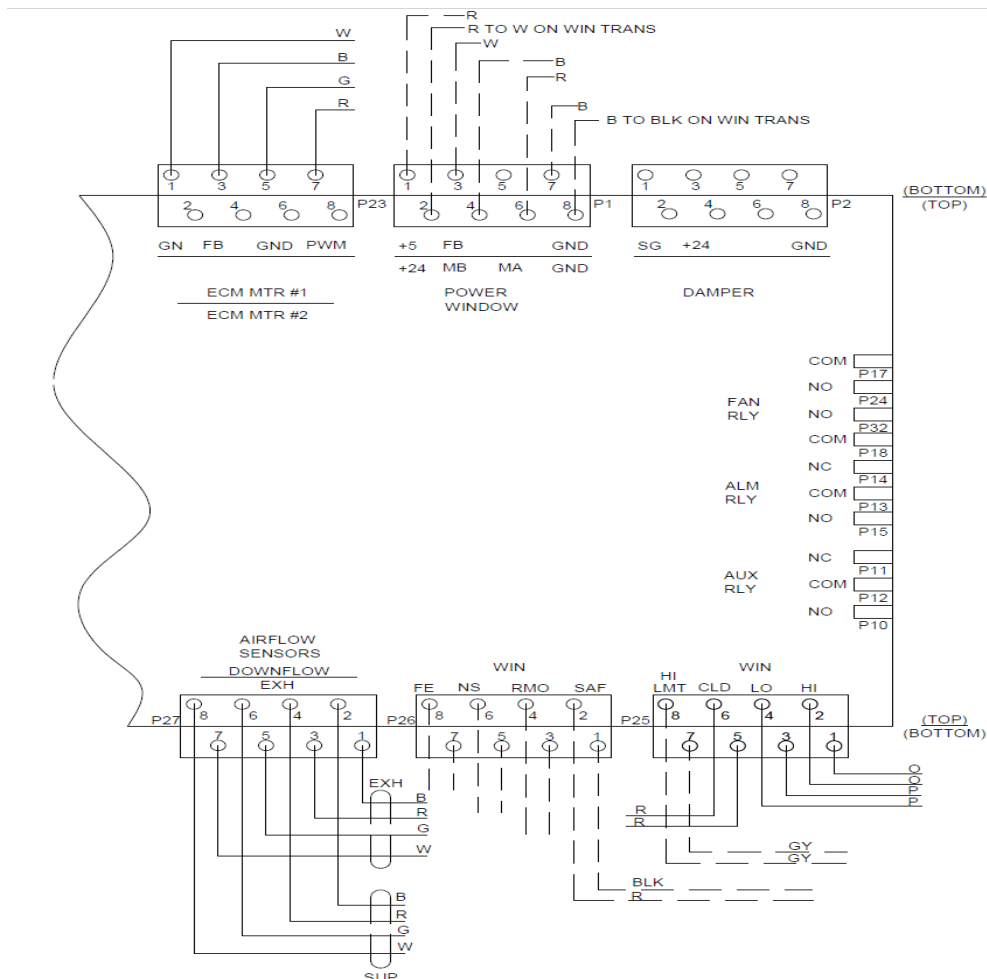 R
R TO W ON WIN TRANS
W
W
B
B
G
R
R
B
B TO BLK ON WIN TRANS
1 3 5 7
1 3 5 7
1 3 5 7
2 4 6 8 P23
2 4 6 8 P1
2 4 6 8 P2
(BOTTOM)
(TOP)
GN FB GND PWM
+5 FB GND
SG +24 GND
+24 MB MA GND
ECM MTR #1
ECM MTR #2
POWER
WINDOW
DAMPER
COM
P17
NO
P24
FAN
RLY
NO
P32
COM
P18
NC
P14
ALM
RLY
COM
P13
NO
P15
NC
P11
AUX
RLY
COM
P12
NO
P10
AIRFLOW
SENSORS
DOWNFLOW
EXH
WIN
FE NS RMO SAF
WIN
HI
LMT CLD LO HI
P27 8 6 4 2
P26 8 6 4 2
P25 8 6 4 2
(TOP)
(BOTTOM)
7 5 3 1
7 5 3 1
7 5 3 1
EXH
B
R
G
W
O
O
P
P
R
R
GY
GY
BLK
R
B
R
G
W
SUP